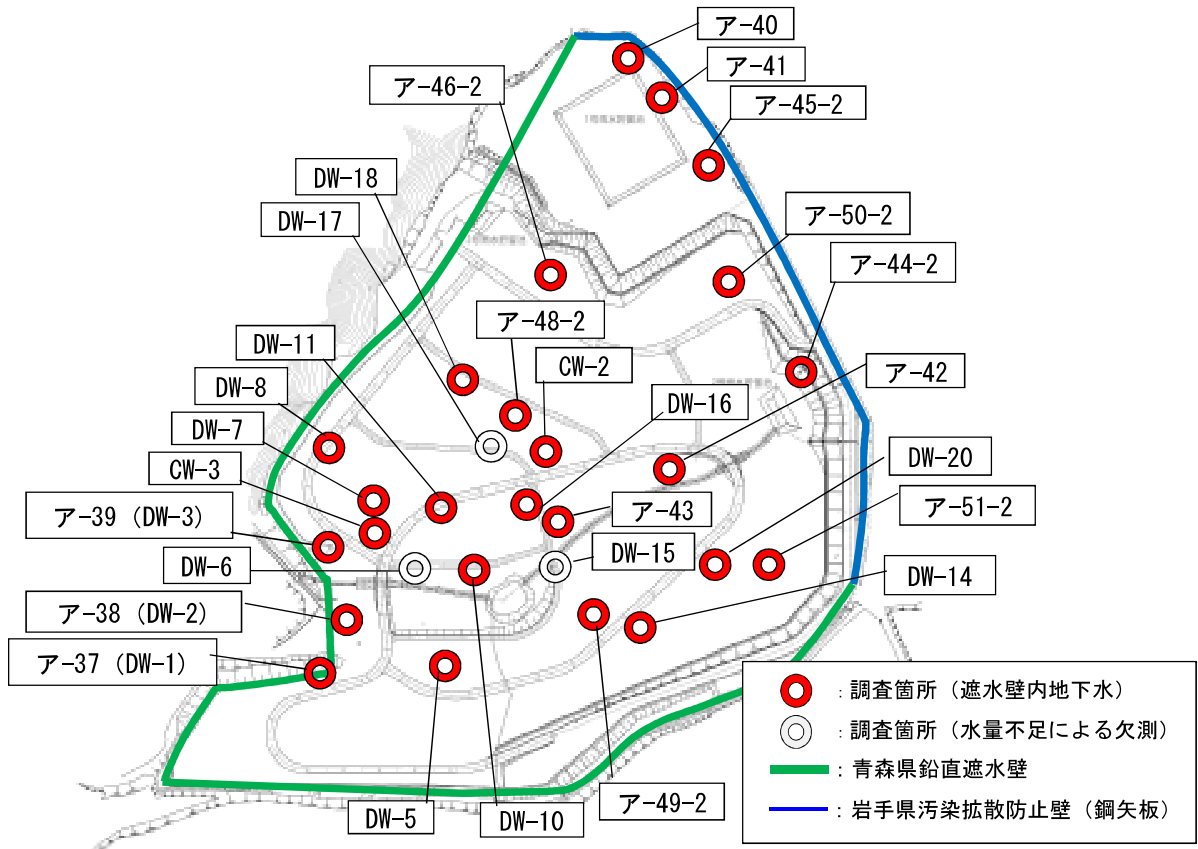 ア-40
ア-41
ア-46-2
ア-45-2
DW-18
DW-17
ア-50-2
ア-44-2
ア-48-2
DW-11
CW-2
ア-42
DW-8
DW-16
DW-7
DW-20
CW-3
ア-51-2
ア-39（DW-3）
ア-43
DW-6
DW-15
DW-14
ア-38（DW-2）
ア-37（DW-1）
ア-49-2
DW-5
DW-10
：調査箇所（遮水壁内地下水）
：調査箇所（水量不足による欠測）
：青森県鉛直遮水壁
：岩手県汚染拡散防止壁（鋼矢板）